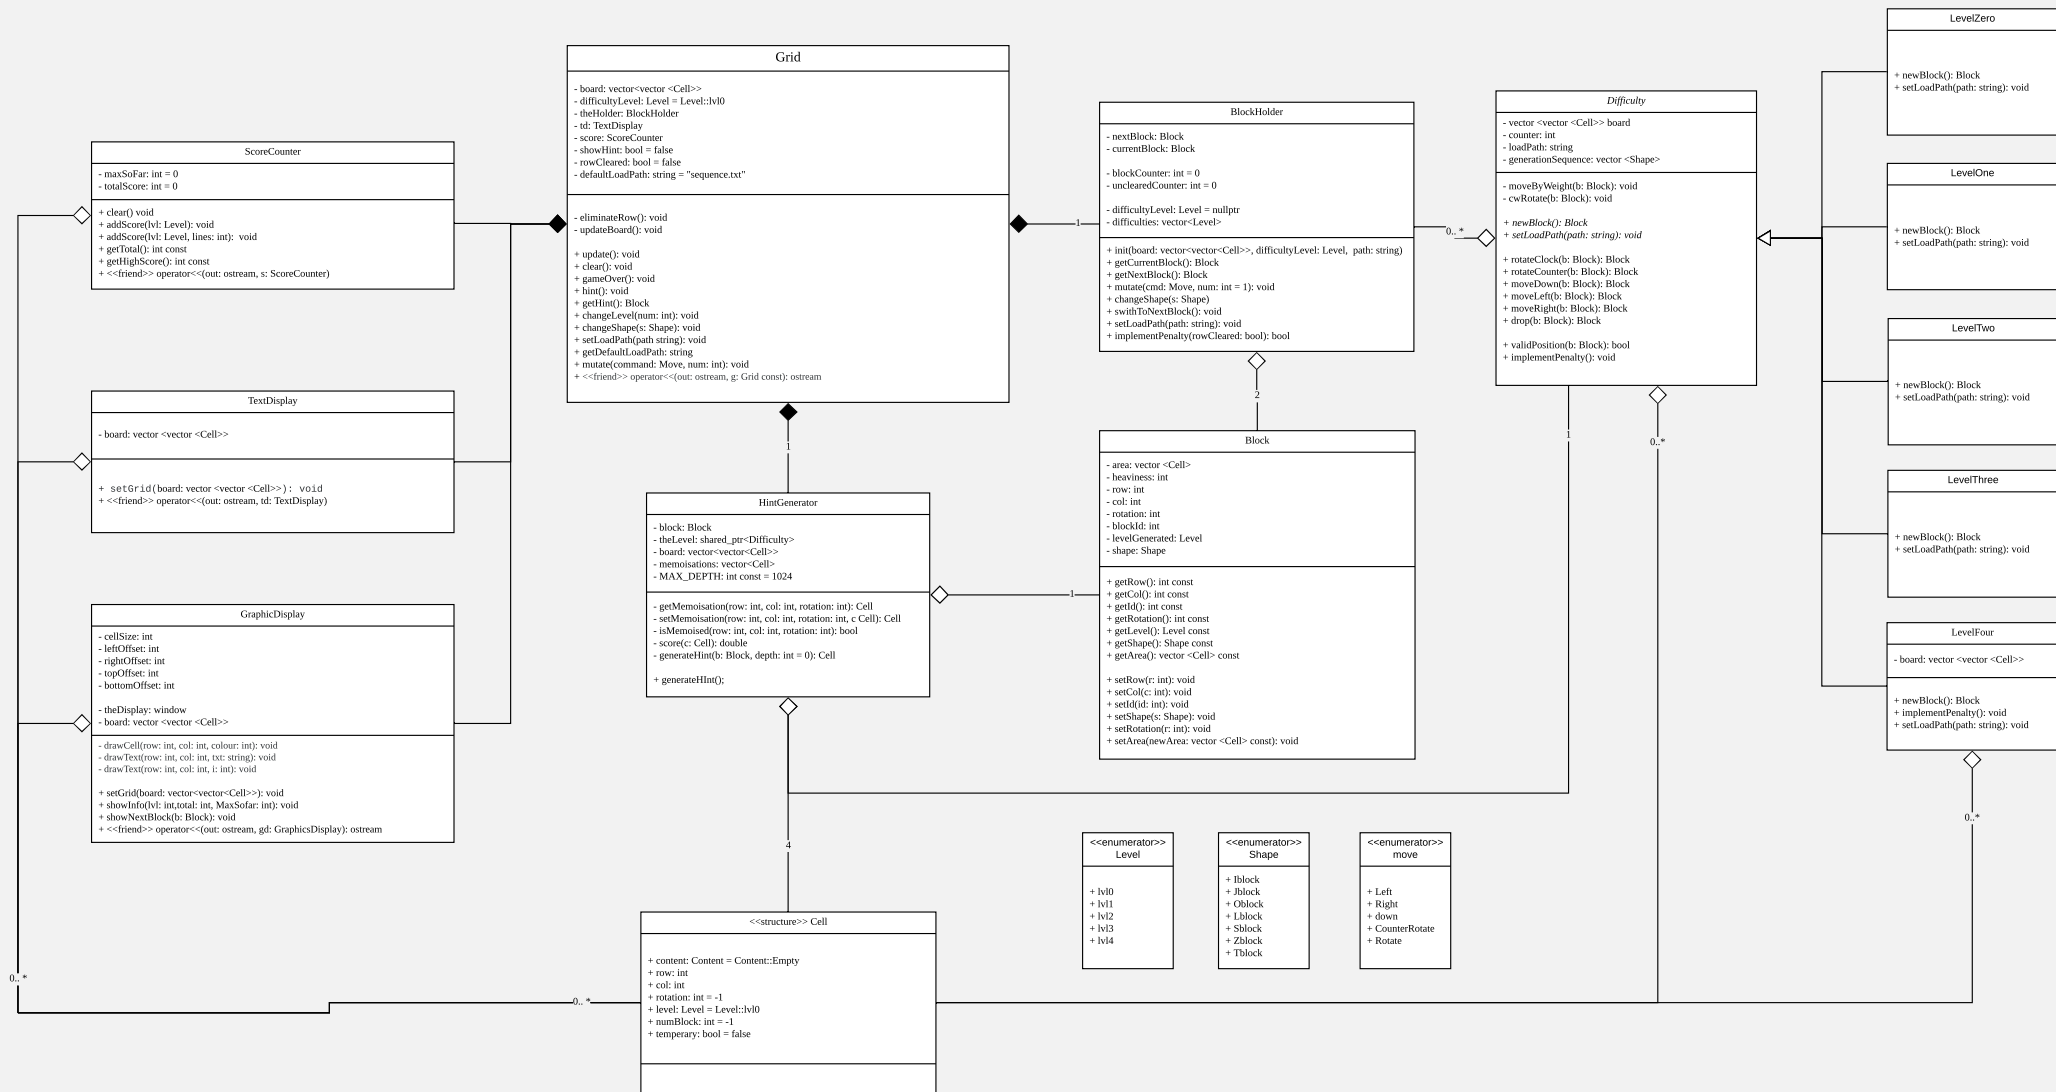 Grid
- board: vector<vector <Cell>>
- difficultyLevel: Level = Level::lvl0
- theHolder: BlockHolder
- td: TextDisplay
- score: ScoreCounter
- showHint: bool = false
- rowCleared: bool = false
- defaultLoadPath: string = "sequence.txt"
- eliminateRow(): void
- updateBoard(): void
+ update(): void
+ clear(): void
+ gameOver(): void
+ hint(): void
+ getHint(): Block
+ changeLevel(num: int): void
+ changeShape(s: Shape): void
+ setLoadPath(path string): void
+ getDefaultLoadPath: string
+ mutate(command: Move, num: int): void
+ <<friend>> operator<<(out: ostream, g: Grid const): ostream
ScoreCounter
- maxSoFar: int = 0
- totalScore: int = 0
+ clear() void
+ addScore(lvl: Level): void
+ addScore(lvl: Level, lines: int):  void
+ getTotal(): int const
+ getHighScore(): int const
+ <<friend>> operator<<(out: ostream, s: ScoreCounter)
TextDisplay
- board: vector <vector <Cell>>
+ setGrid(board: vector <vector <Cell>>): void
+ <<friend>> operator<<(out: ostream, td: TextDisplay)
GraphicDisplay
- cellSize: int
- leftOffset: int
- rightOffset: int
- topOffset: int
- bottomOffset: int
- theDisplay: window
- board: vector <vector <Cell>>
- drawCell(row: int, col: int, colour: int): void
- drawText(row: int, col: int, txt: string): void
- drawText(row: int, col: int, i: int): void
+ setGrid(board: vector<vector<Cell>>): void
+ showInfo(lvl: int,total: int, MaxSofar: int): void
+ showNextBlock(b: Block): void
+ <<friend>> operator<<(out: ostream, gd: GraphicsDisplay): ostream
0.. *
0.. *
1
HintGenerator
- block: Block
- theLevel: shared_ptr<Difficulty>
- board: vector<vector<Cell>>
- memoisations: vector<Cell>
- MAX_DEPTH: int const = 1024
- getMemoisation(row: int, col: int, rotation: int): Cell
- setMemoisation(row: int, col: int, rotation: int, c Cell): Cell
- isMemoised(row: int, col: int, rotation: int): bool
- score(c: Cell): double
- generateHint(b: Block, depth: int = 0): Cell
+ generateHInt();
4
<<structure>> Cell
+ content: Content = Content::Empty
+ row: int
+ col: int
+ rotation: int = -1
+ level: Level = Level::lvl0
+ numBlock: int = -1
+ temperary: bool = false
1
BlockHolder
- nextBlock: Block
- currentBlock: Block
- blockCounter: int = 0
- unclearedCounter: int = 0
- difficultyLevel: Level = nullptr
- difficulties: vector<Level>
+ init(board: vector<vector<Cell>>, difficultyLevel: Level,  path: string)
+ getCurrentBlock(): Block
+ getNextBlock(): Block
+ mutate(cmd: Move, num: int = 1): void
+ changeShape(s: Shape)
+ swithToNextBlock(): void
+ setLoadPath(path: string): void
+ implementPenalty(rowCleared: bool): bool
2
Block
- area: vector <Cell>
- heaviness: int
- row: int
- col: int
- rotation: int
- blockId: int
- levelGenerated: Level
- shape: Shape
+ getRow(): int const
+ getCol(): int const
+ getId(): int const
+ getRotation(): int const
+ getLevel(): Level const
+ getShape(): Shape const
+ getArea(): vector <Cell> const
+ setRow(r: int): void
+ setCol(c: int): void
+ setId(id: int): void
+ setShape(s: Shape): void
+ setRotation(r: int): void
+ setArea(newArea: vector <Cell> const): void
1
<<enumerator>>
Level
+ lvl0
+ lvl1
+ lvl2
+ lvl3
+ lvl4
<<enumerator>>
Shape
+ Iblock
+ Jblock
+ Oblock
+ Lblock
+ Sblock
+ Zblock
+ Tblock
<<enumerator>>
move
+ Left
+ Right
+ down
+ CounterRotate
+ Rotate
0.. *
Difficulty
- vector <vector <Cell>> board
- counter: int
- loadPath: string
- generationSequence: vector <Shape>
- moveByWeight(b: Block): void
- cwRotate(b: Block): void
+ newBlock(): Block
+ setLoadPath(path: string): void
+ rotateClock(b: Block): Block
+ rotateCounter(b: Block): Block
+ moveDown(b: Block): Block
+ moveLeft(b: Block): Block
+ moveRight(b: Block): Block
+ drop(b: Block): Block
+ validPosition(b: Block): bool
+ implementPenalty(): void
1
0..*
LevelZero
+ newBlock(): Block
+ setLoadPath(path: string): void
LevelOne
+ newBlock(): Block
+ setLoadPath(path: string): void
LevelTwo
+ newBlock(): Block
+ setLoadPath(path: string): void
LevelThree
+ newBlock(): Block
+ setLoadPath(path: string): void
LevelFour
- board: vector <vector <Cell>>
+ newBlock(): Block
+ implementPenalty(): void
+ setLoadPath(path: string): void
0..*